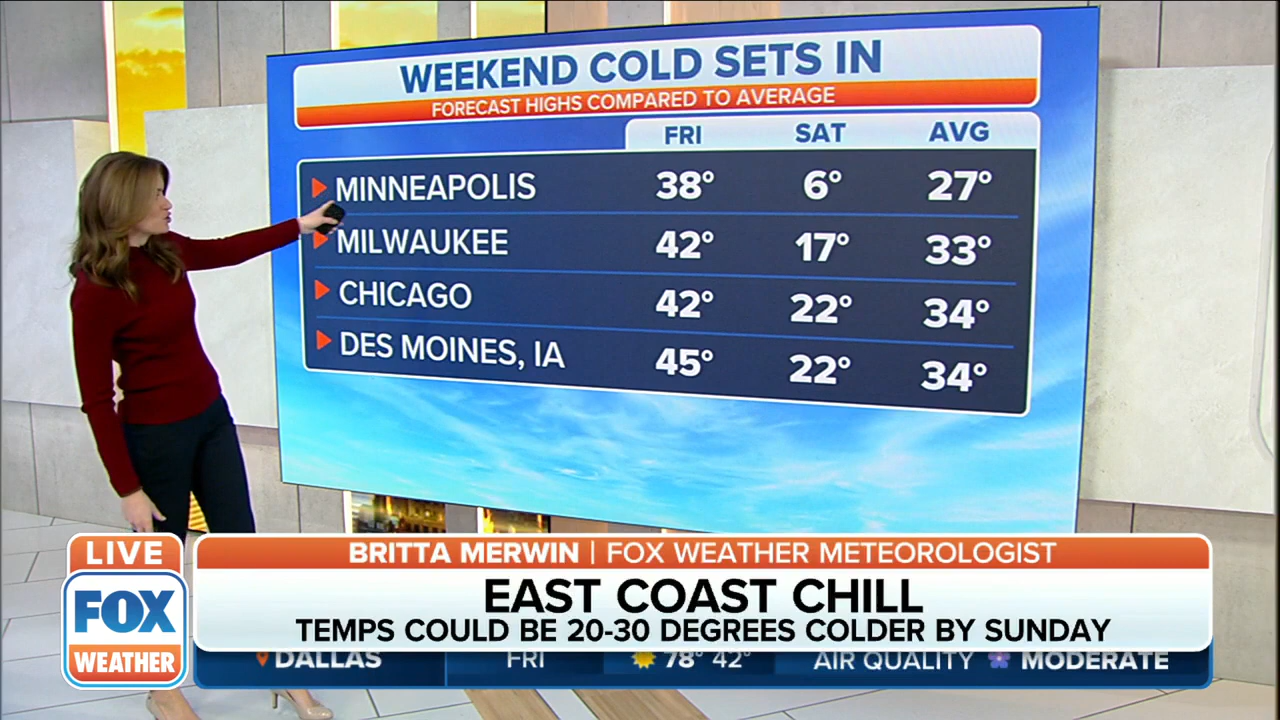 WEEKEND COLD SETS IN
FORECAST HIGHS COMPARED TO AVERAGE
FRI SAT AVG
MINNEAPOLIS 38° 6° 27°
MILWAUKEE 42° 17° 33°
CHICAGO 42° 22° 34°
DES MOINES, IA 45° 22° 34°
LIVE
FOX
WEATHER
BRITTA MERWIN | FOX WEATHER METEOROLOGIST
EAST COAST CHILL
TEMPS COULD BE 20-30 DEGREES COLDER BY SUNDAY
DALLAS FRI 78° 42° AIR QUALITY MODERATE